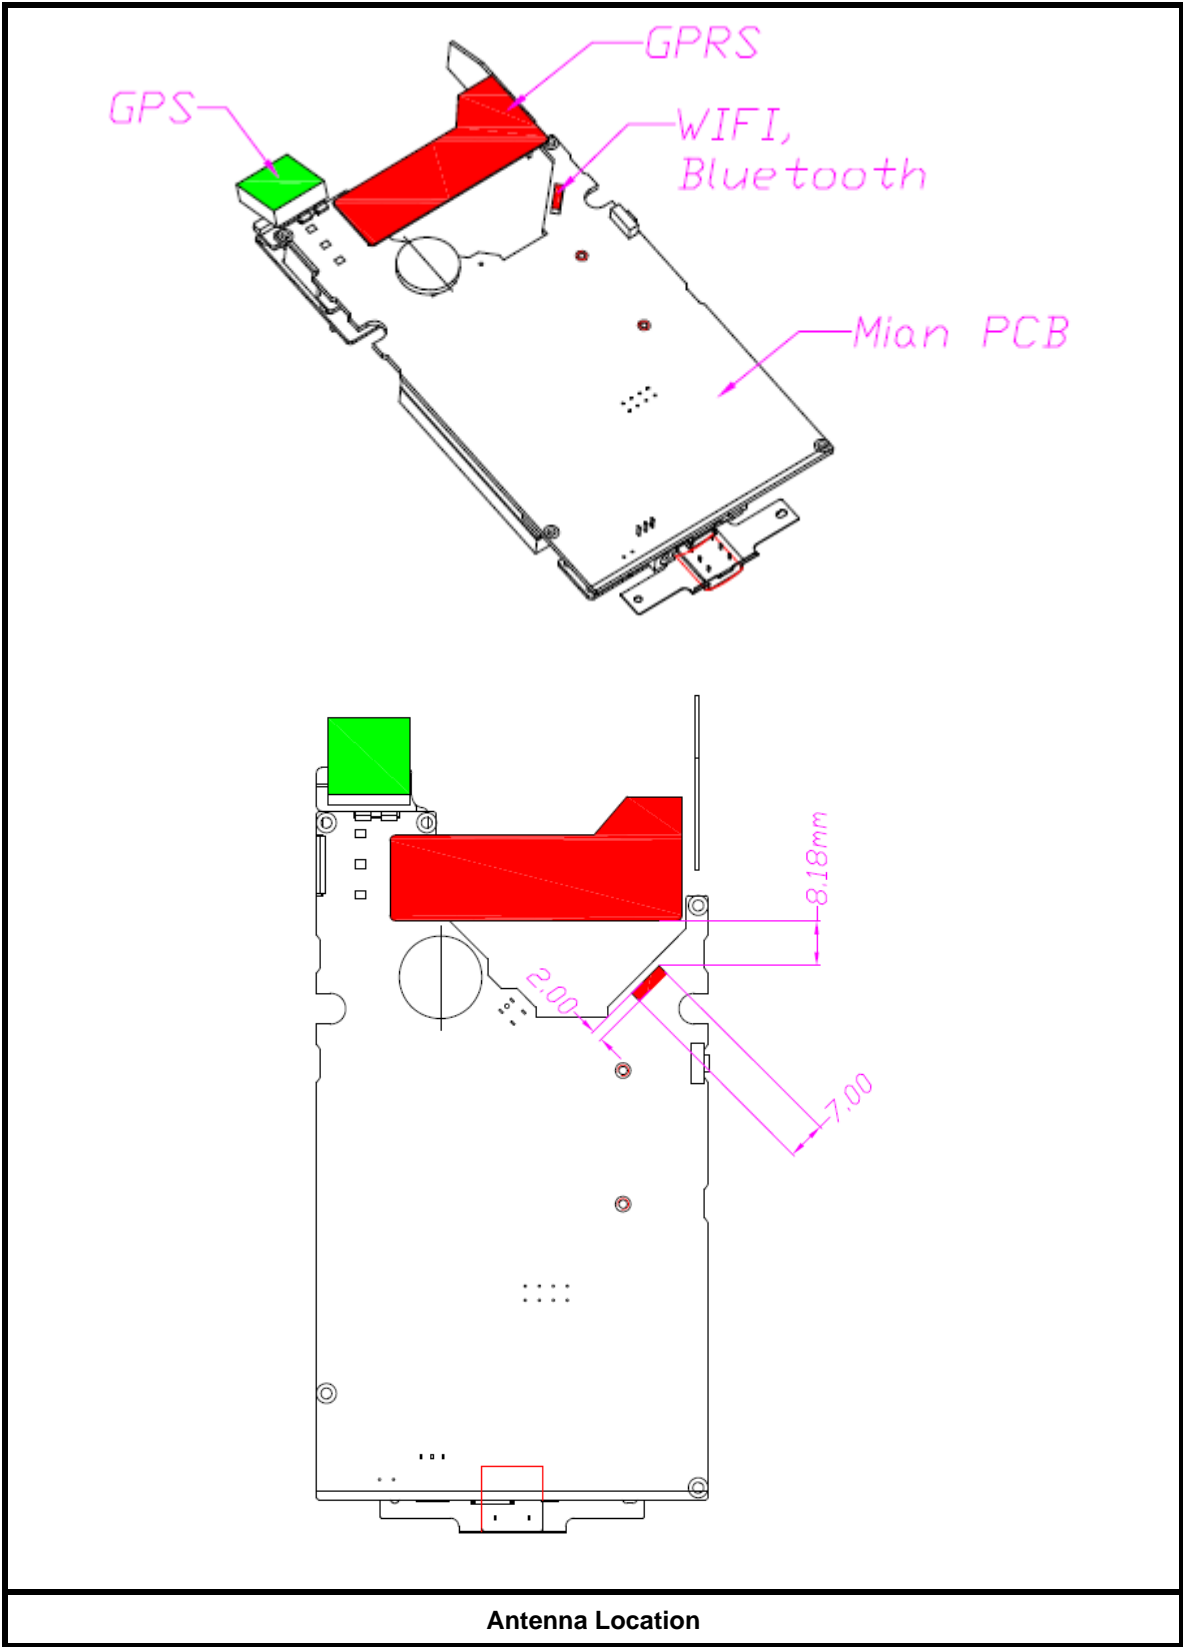 GPRS
GPS
WIFI,
Bluetooth
Mian PCB
8.18mm
2.00
7.00
Antenna Location